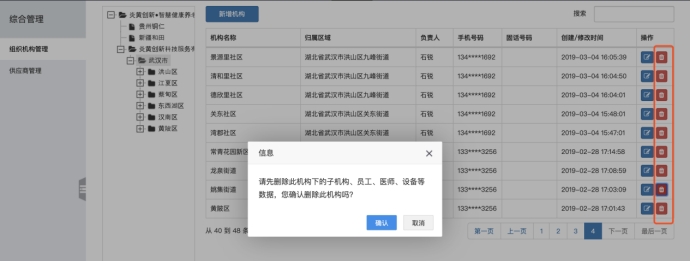 综合管理
组织机构管理
供应商管理
炎黄创新•智慧健康养
贵州铜仁
新疆和田
炎黄创新科技服务
武汉市
洪山区
江夏区
蔡甸区
东西湖区
汉南区
黄陂区
新增机构
搜索
机构名称 归属区域 负责人 手机号码 固话号码 创建/修改时间 操作
景源里社区 湖北省武汉市洪山区九峰街道 石锐 134****1692 2019-03-04 16:05:39
清和里社区 湖北省武汉市洪山区九峰街道 石锐 134****1692 2019-03-04 16:04:50
德欣里社区 湖北省武汉市洪山区九峰街道 石锐 134****1692 2019-03-04 16:04:01
关东社区 湖北省武汉市洪山区关东街道 石锐 134****1692 2019-03-04 15:48:01
湾郡社区 湖北省武汉市洪山区关东街道 石锐 134****1692 2019-03-04 15:47:01
常青花园新区 133****3256 2019-02-28 17:14:58
龙泉街道 133****3256 2019-02-28 17:08:59
姚集街道 133****3256 2019-02-28 17:03:09
黄陂区 133****3256 2019-02-28 17:01:43
信息
请先删除此机构下的子机构、员工、医师、设备等
数据，您确认删除此机构吗?
确认 取消
从 40 到 48 条
第一页 上一页 1 2 3 4 下一页 最后一页